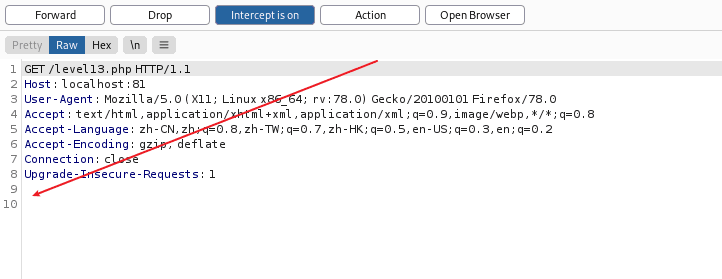 Forward Drop Intercept is on Action Open Browser
Pretty Raw Hex \n ≡
1 GET /level13.php HTTP/1.1
2 Host: localhost:81
3 User-Agent: Mozilla/5.0 (X11; Linux x86_64; rv:78.0) Gecko/20100101 Firefox/78.0
4 Accept: text/html,application/xhtml+xml,application/xml;q=0.9,image/webp,*/*;q=0.8
5 Accept-Language: zh-CN,zh;q=0.8,zh-TW;q=0.7,zh-HK;q=0.5,en-US;q=0.3,en;q=0.2
6 Accept-Encoding: gzip, deflate
7 Connection: close
8 Upgrade-Insecure-Requests: 1
9
10